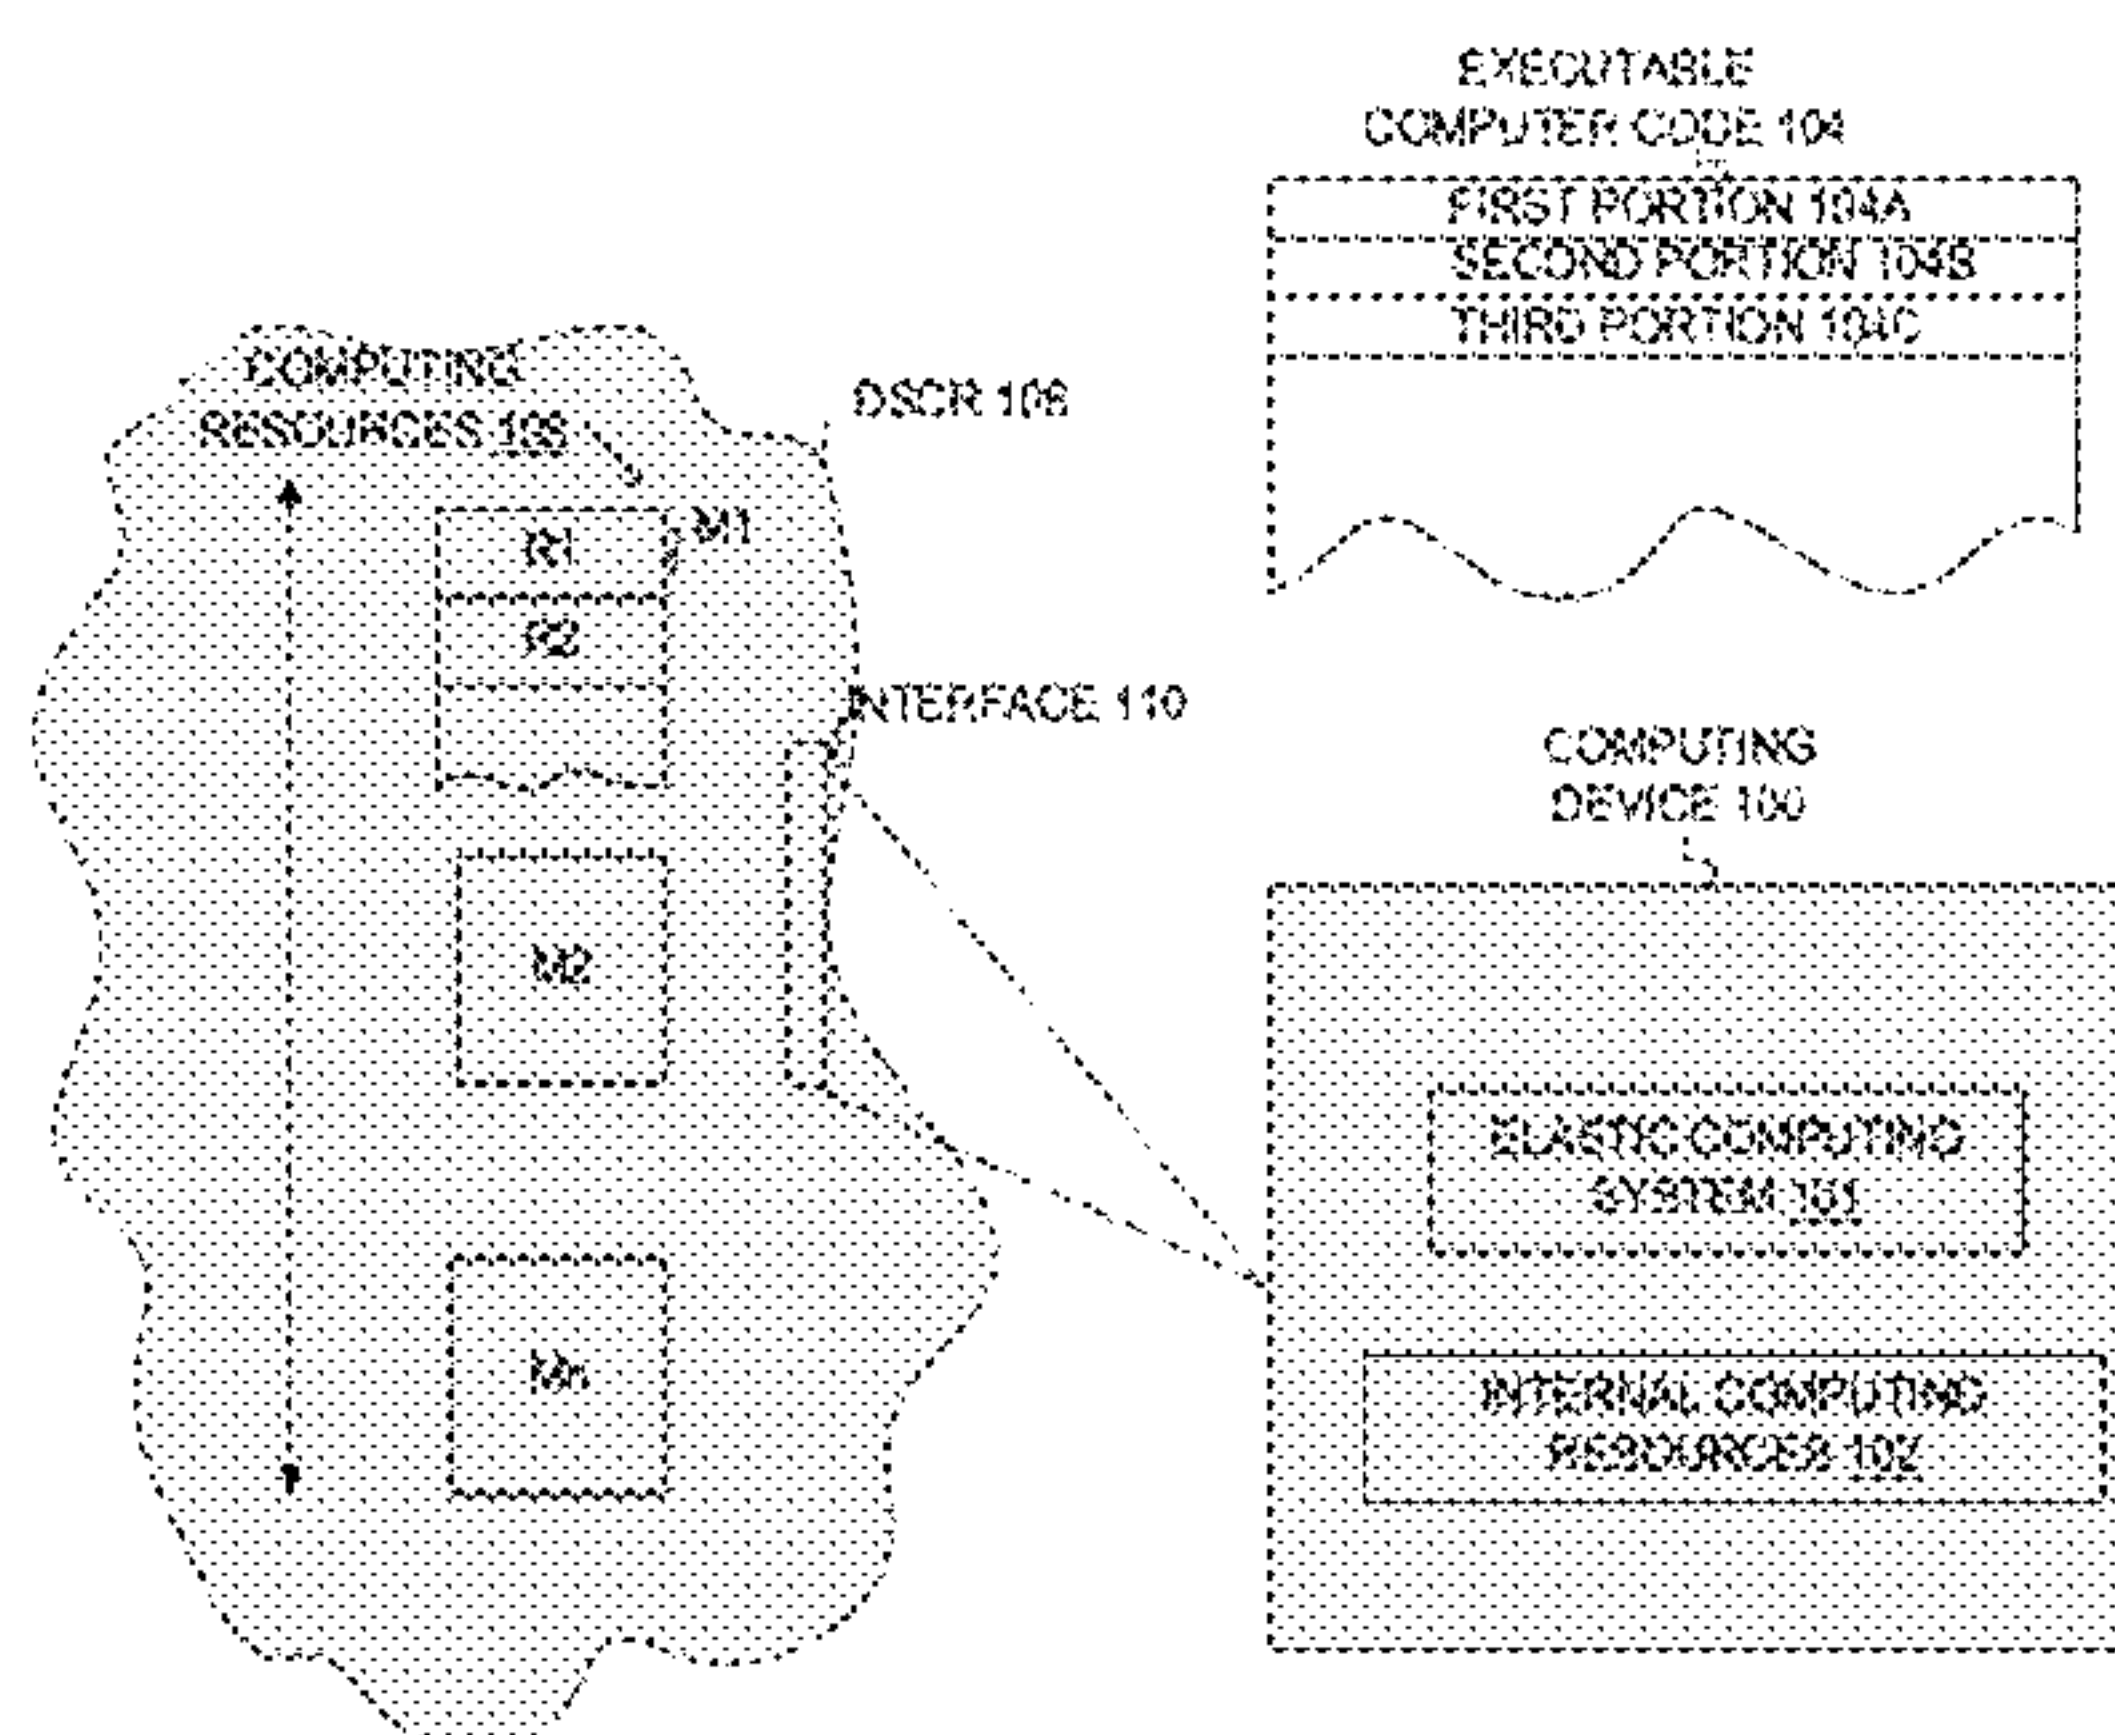 EXECUTABLE
COMPUTER CODE 104
FIRST PORTION 104A
SECOND PORTION 104B
THIRD PORTION 104C
COMPUTING
RESOURCES
DSCR 106
R1
M1
R2
INTERFACE 110
COMPUTING
DEVICE 100
M2
ELASTIC COMPUTING
SYSTEM 101
Mn
INTERNAL COMPUTING
RESOURCES 102